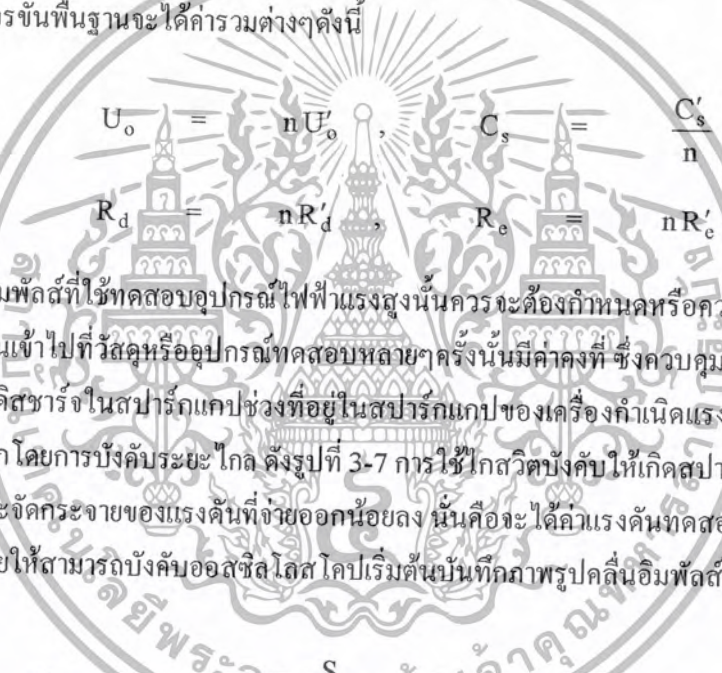 รขั้นพื้นฐานจะได้ค่ารวมต่างๆดังนี้
U_o = n U′_o , C_s = C′_s / n
R_d = n R′_d , R_e = n R′_e
มพัลส์ที่ใช้ทดสอบอุปกรณ์ไฟฟ้าแรงสูงนั้นควรจะต้องกำหนดหรือคว
นเข้าไปที่วัสดุหรืออุปกรณ์ทดสอบหลายๆครั้งนั้นมีค่าคงที่ ซึ่งควบคุม
ดิสชาร์จในสปาร์กแกปช่วงที่อยู่ในสปาร์กแกปของเครื่องกำเนิดแรง
กโดยการบังคับระยะไกล ดังรูปที่ 3-7 การใช้ไกสวิตบังคับให้เกิดสปา
ะจัดกระจายของแรงดันที่จ่ายออกน้อยลง นั่นคือจะได้ค่าแรงดันทดส
ยให้สามารถบังคับออสซิลโลสโคปเริ่มต้นบันทึกภาพรูปคลื่นอิมพัลส์
S